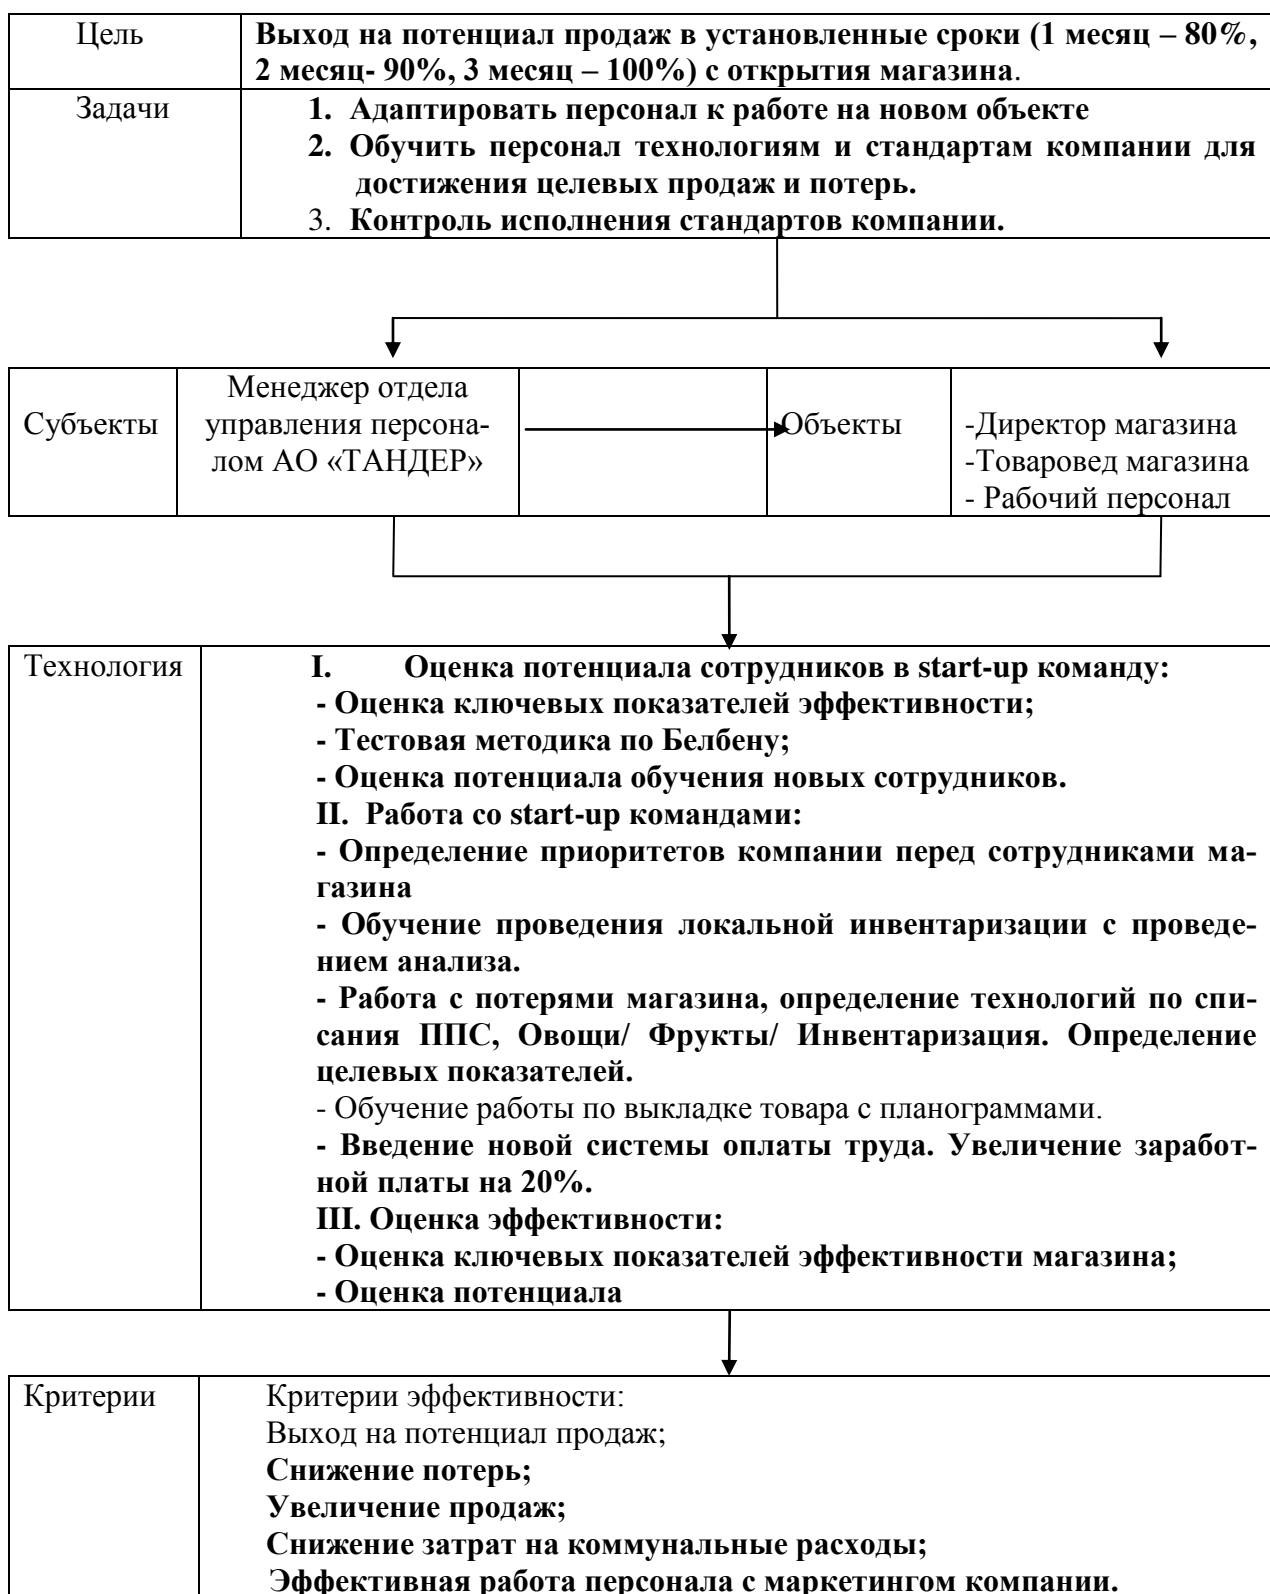 Цель
Выход на потенциал продаж в установленные сроки (1 месяц – 80%,
2 месяц- 90%, 3 месяц – 100%) с открытия магазина.
Задачи
1. Адаптировать персонал к работе на новом объекте
2. Обучить персонал технологиям и стандартам компании для
достижения целевых продаж и потерь.
3. Контроль исполнения стандартов компании.
Субъекты
Менеджер отдела
управления персона-
лом АО «ТАНДЕР»
Объекты
-Директор магазина
-Товаровед магазина
- Рабочий персонал
Технология
I. Оценка потенциала сотрудников в start-up команду:
- Оценка ключевых показателей эффективности;
- Тестовая методика по Белбену;
- Оценка потенциала обучения новых сотрудников.
II. Работа со start-up командами:
- Определение приоритетов компании перед сотрудниками ма-
газина
- Обучение проведения локальной инвентаризации с проведе-
нием анализа.
- Работа с потерями магазина, определение технологий по спи-
сания ППС, Овощи/ Фрукты/ Инвентаризация. Определение
целевых показателей.
- Обучение работы по выкладке товара с планограммами.
- Введение новой системы оплаты труда. Увеличение заработ-
ной платы на 20%.
III. Оценка эффективности:
- Оценка ключевых показателей эффективности магазина;
- Оценка потенциала
Критерии
Критерии эффективности:
Выход на потенциал продаж;
Снижение потерь;
Увеличение продаж;
Снижение затрат на коммунальные расходы;
Эффективная работа персонала с маркетингом компании.